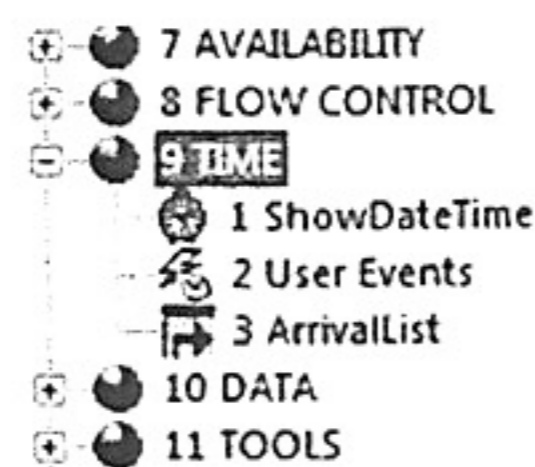 7 AVAILABILITY
8 FLOW CONTROL
9 TIME
1 ShowDateTime
2 User Events
3 ArrivalList
10 DATA
11 TOOLS